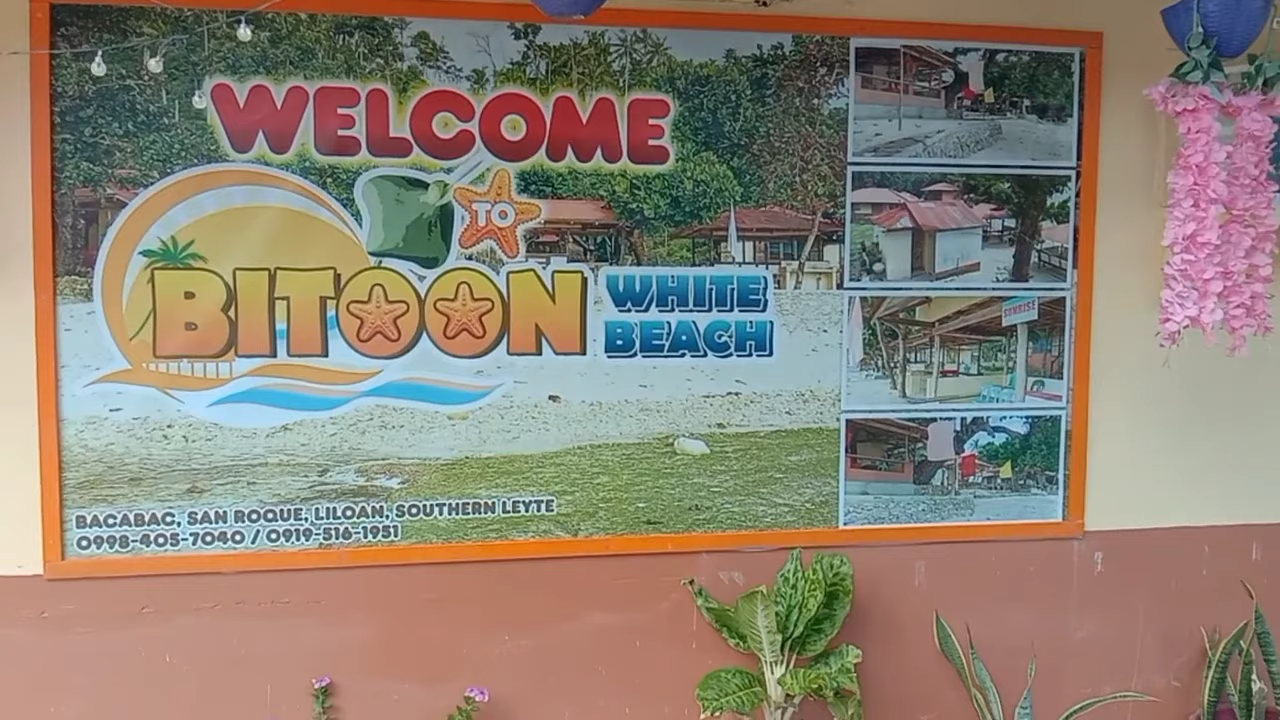 WELCOME
TO
BITOON
WHITE
BEACH
BACABAC, SAN ROQUE, LILOAN, SOUTHERN LEYTE
0998-405-7040 / 0919-516-1951
SUNRISE